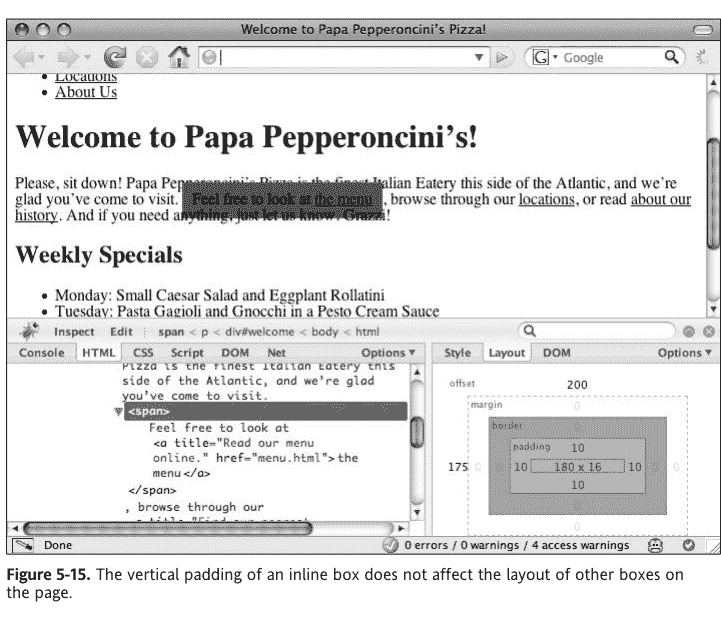 Welcome to Papa Pepperoncini's Pizza!
G Google
Locations
About Us
Welcome to Papa Pepperoncini's!
Please, sit down! Papa Pepperoncini's Pizza is the finest Italian Eatery this side of the Atlantic, and we're
glad you've come to visit. Feel free to look at the menu , browse through our locations, or read about our
history. And if you need anything, just let us know. Grazzi!
Weekly Specials
Monday: Small Caesar Salad and Eggplant Rollatini
Tuesday: Pasta Gagioli and Gnocchi in a Pesto Cream Sauce
Inspect Edit span < p < div#welcome < body < html
Console HTML CSS Script DOM Net Options
Style Layout DOM Options
Pizza is the finest Italian Eatery this
side of the Atlantic, and we're glad
you've come to visit.
<span>
Feel free to look at
<a title="Read our menu
online." href="menu.html">the
menu</a>
</span>
, browse through our
<a title="Find our nearest
offset 200
margin 0
border 0
padding 10
175 0 0 10 180 x 16 10 0 0
10
0
0
Done
0 errors / 0 warnings / 4 access warnings
Figure 5-15. The vertical padding of an inline box does not affect the layout of other boxes on
the page.